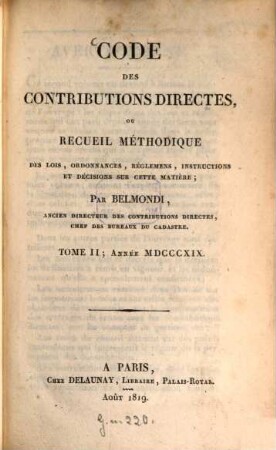 CODE
DES
CONTRIBUTIONS DIRECTES,
OU
RECUEIL MÉTHODIQUE
DES LOIS, ORDONNANCES, RÉGLEMENS, INSTRUCTIONS
ET DÉCISIONS SUR CETTE MATIÈRE;
PAR BELMONDI,
ANCIEN DIRECTEUR DES CONTRIBUTIONS DIRECTES,
CHEF DES BUREAUX DU CADASTRE.
TOME II; ANNÉE MDCCCXIX.
A PARIS,
CHEZ DELAUNAY, LIBRAIRE, PALAIS-ROYAL.
AOÛT 1819.
g.m.220.